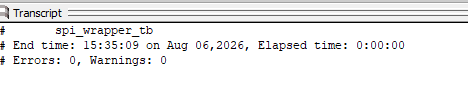 Transcript
#       spi_wrapper_tb
# End time: 15:35:09 on Aug 06,2026, Elapsed time: 0:00:00
# Errors: 0, Warnings: 0